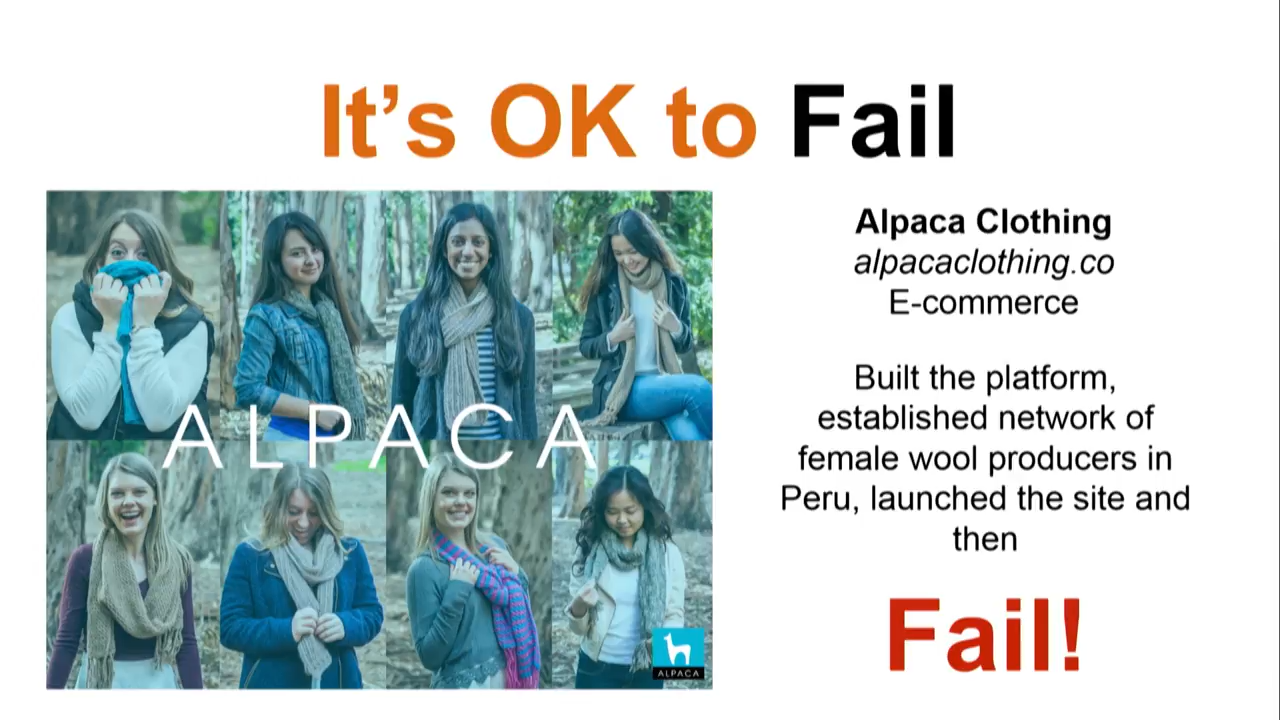 It's OK to Fail
ALPACA
ALPACA
Alpaca Clothing
alpacaclothing.co
E-commerce
Built the platform,
established network of
female wool producers in
Peru, launched the site and
then
Fail!